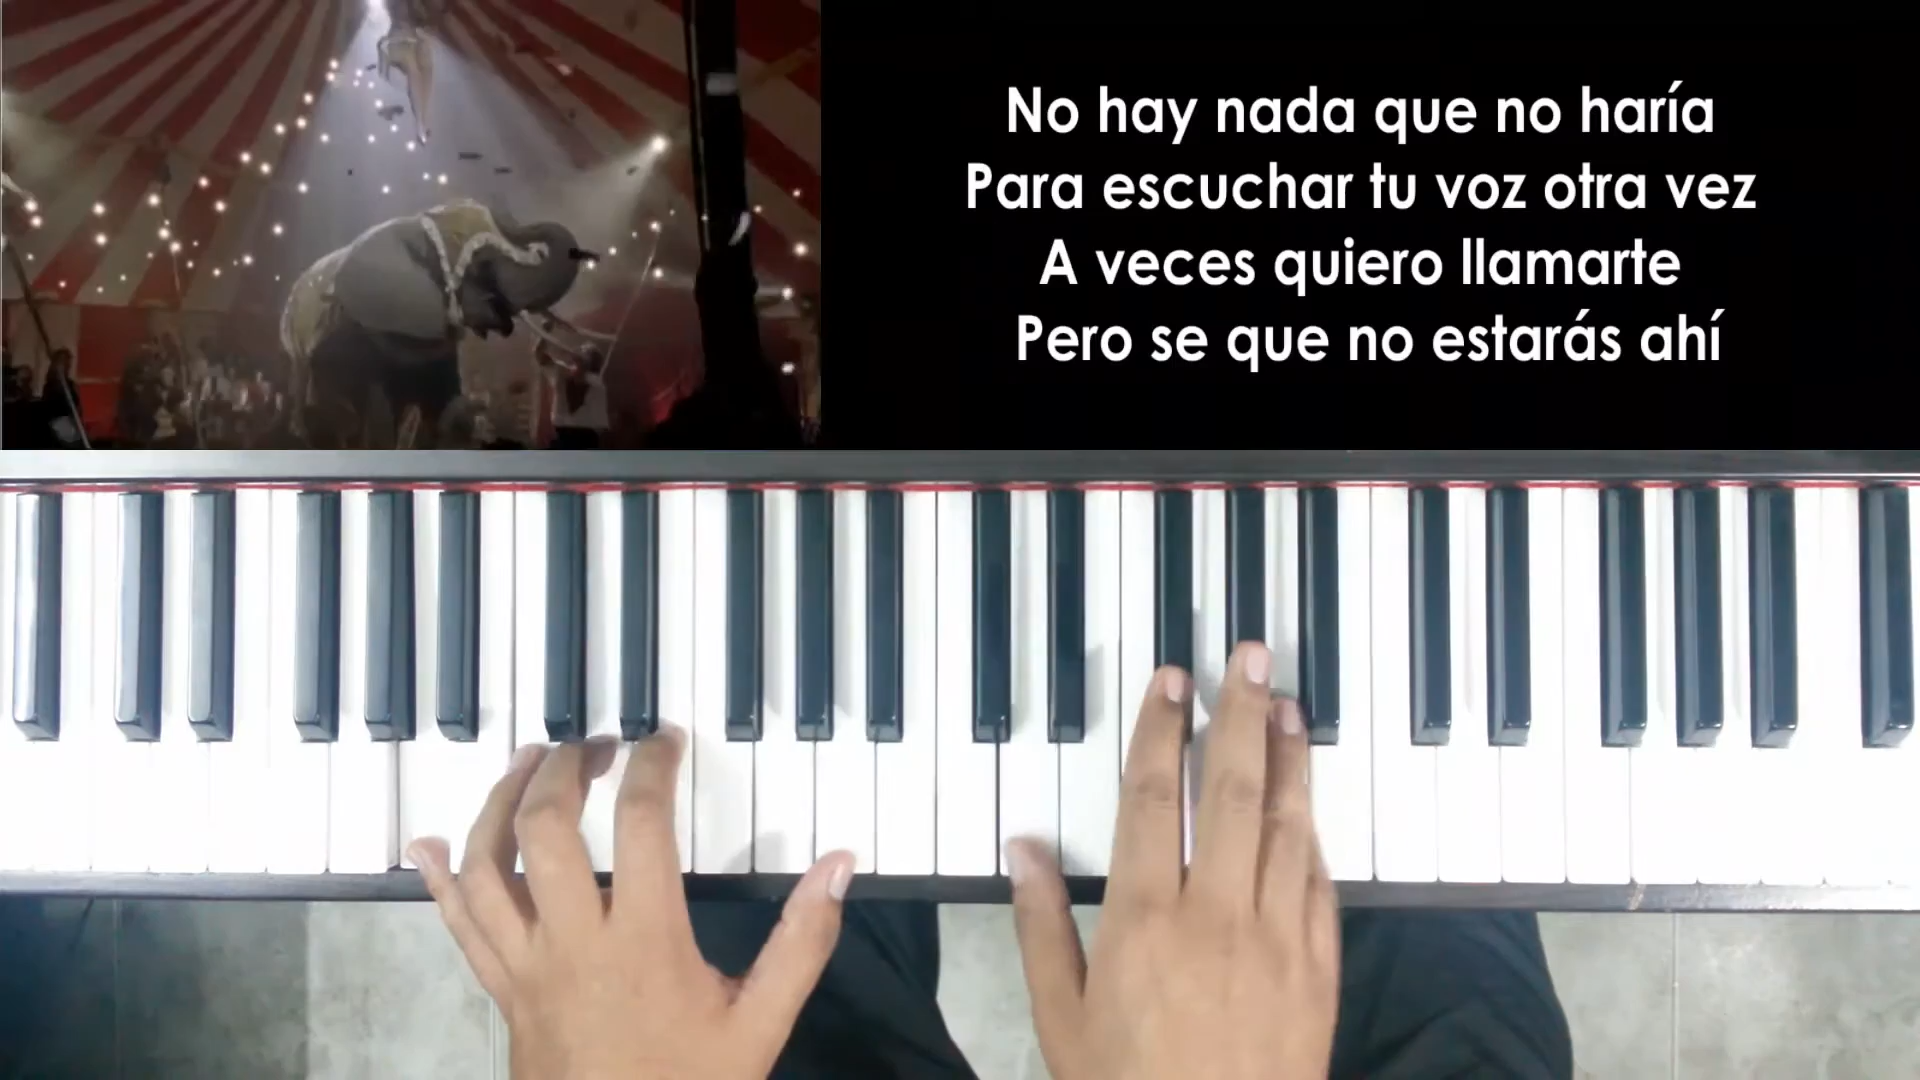 No hay nada que no haría
Para escuchar tu voz otra vez
A veces quiero llamarte
Pero se que no estarás ahí